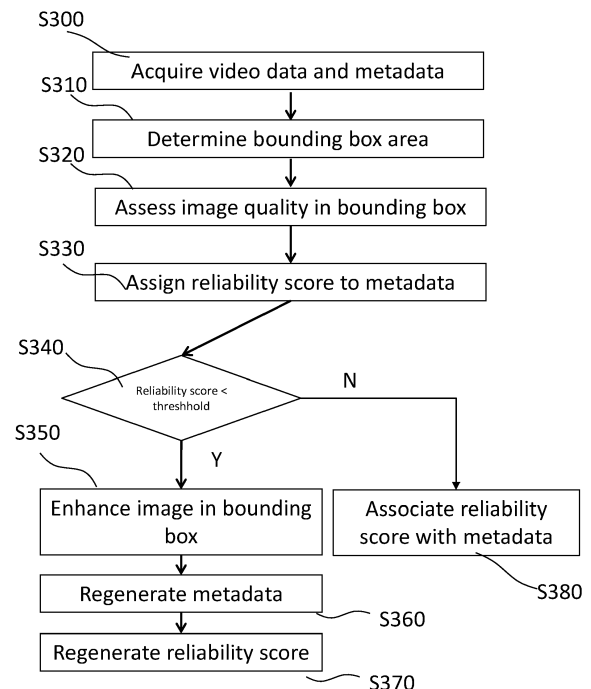 S300
Acquire video data and metadata
S310
Determine bounding box area
S320
Assess image quality in bounding box
S330
Assign reliability score to metadata
S340
Reliability score <
threshhold
N
Y
S350
Enhance image in bounding
box
Associate reliability
score with metadata
S380
Regenerate metadata
S360
Regenerate reliability score
S370